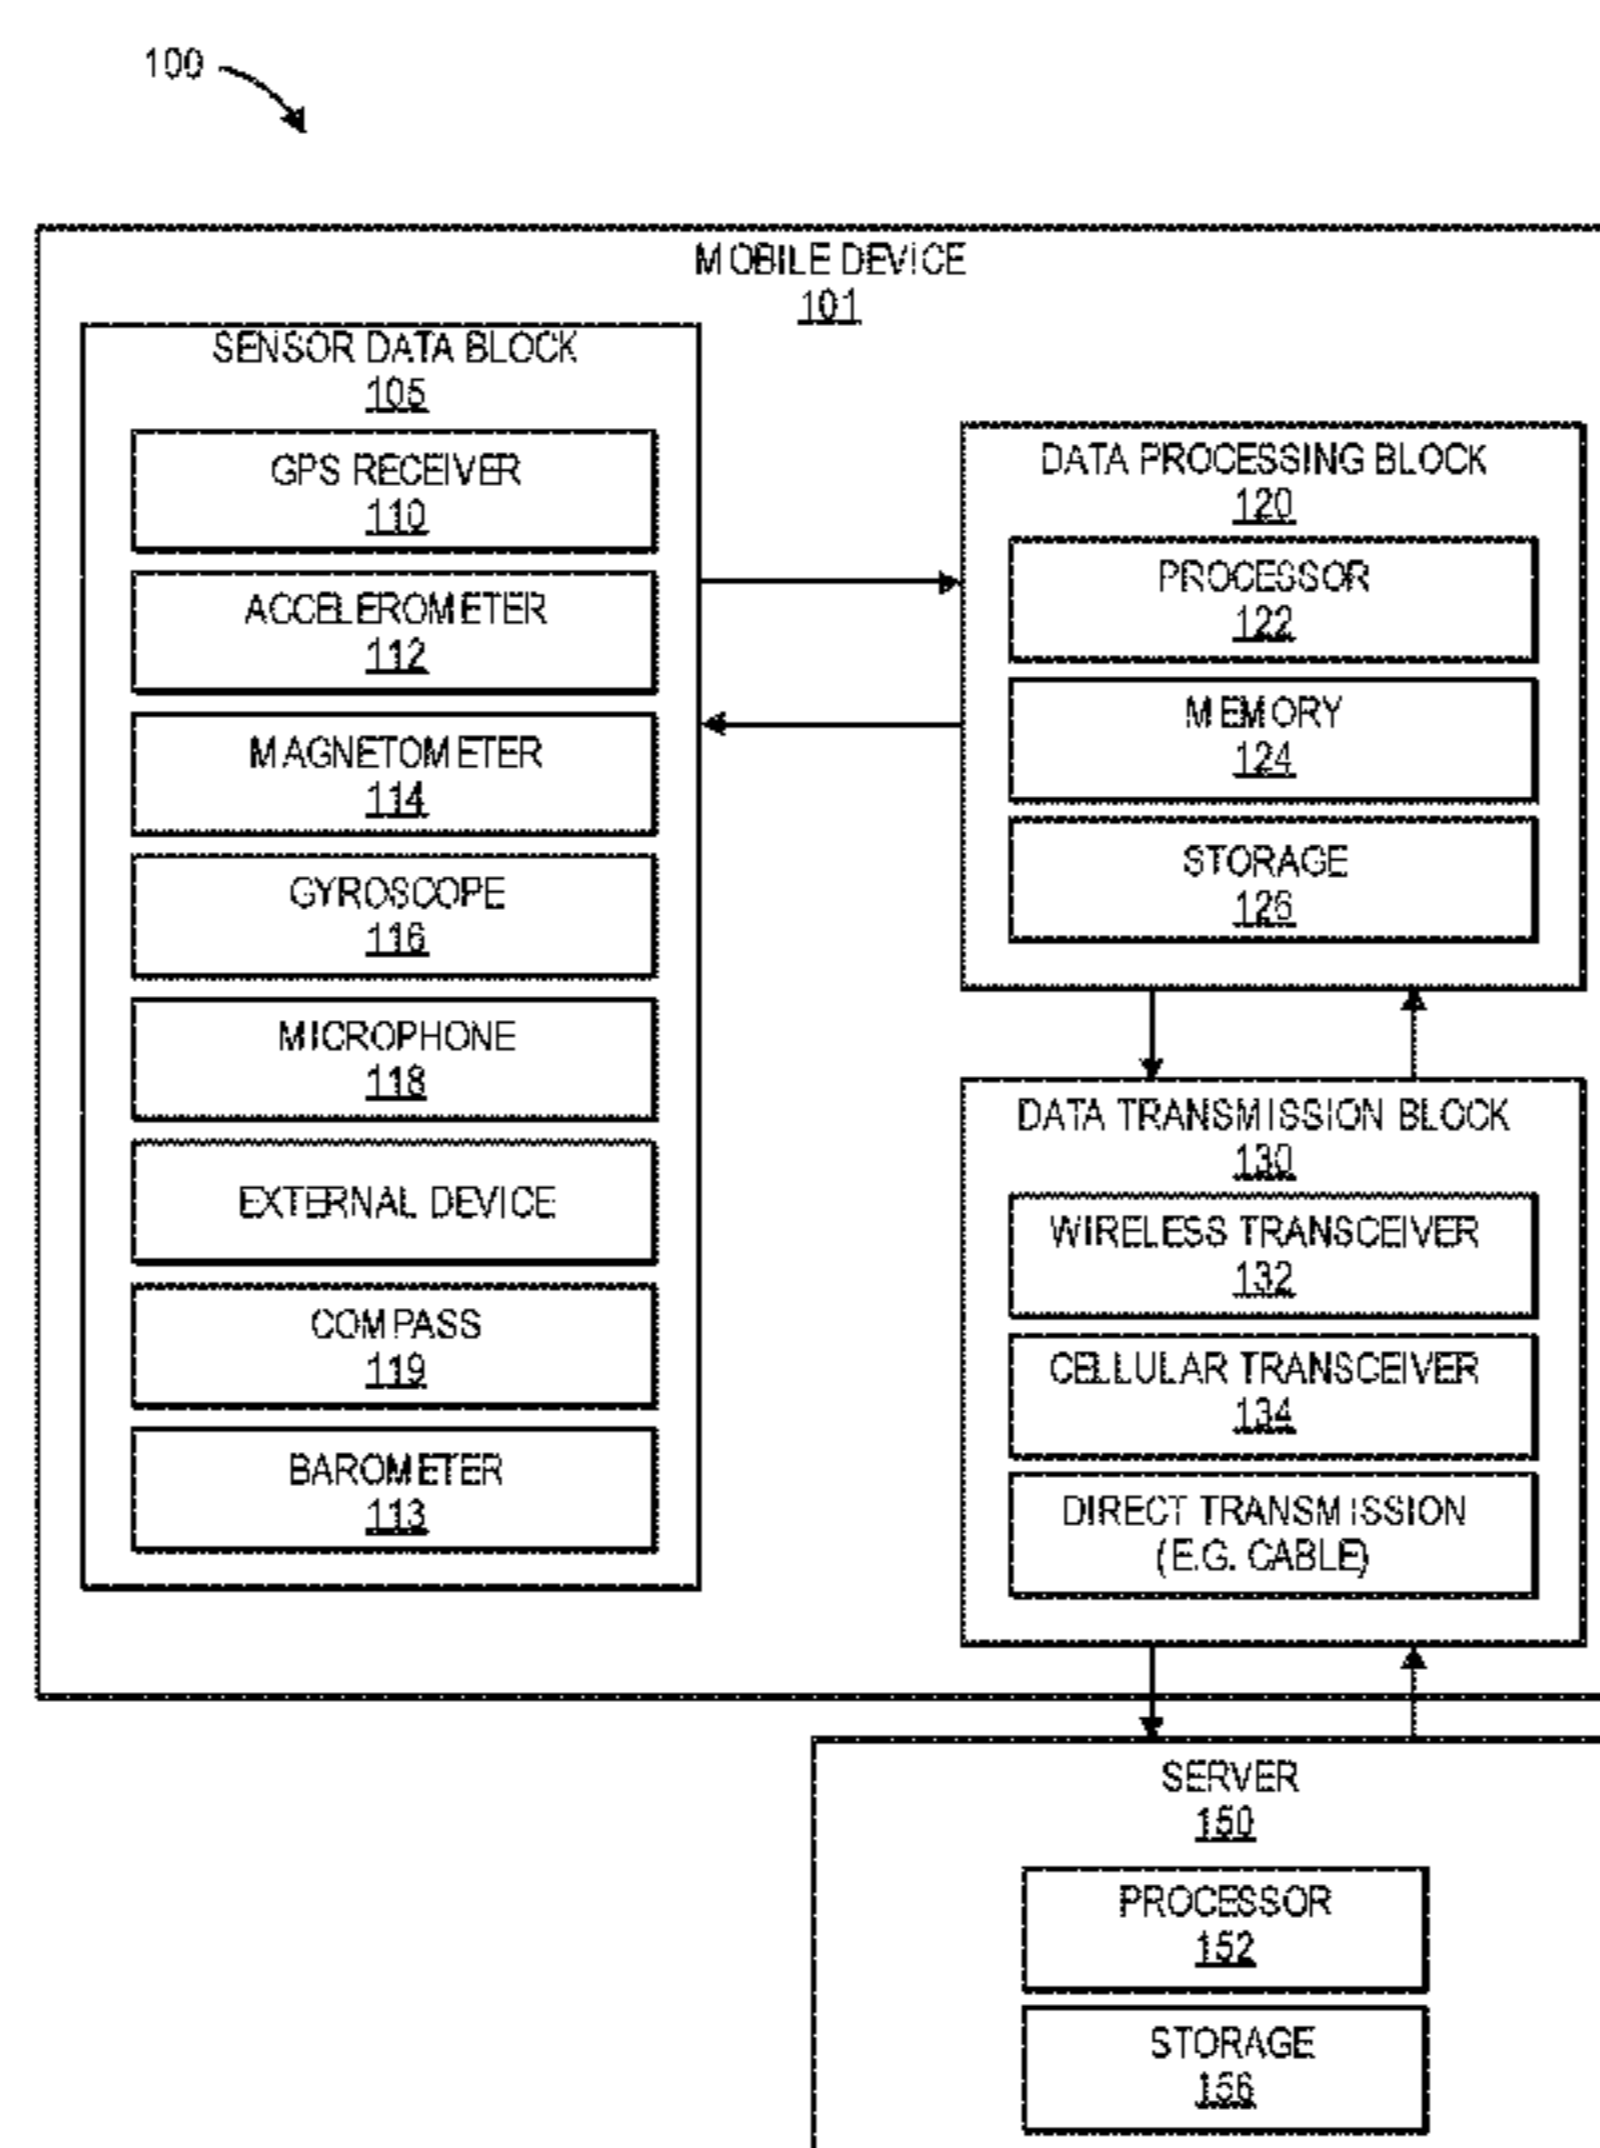 100
MOBILE DEVICE
101
SENSOR DATA BLOCK
105
GPS RECEIVER
110
ACCELEROMETER
112
MAGNETOMETER
114
GYROSCOPE
116
MICROPHONE
118
EXTERNAL DEVICE
COMPASS
119
BAROMETER
113
DATA PROCESSING BLOCK
120
PROCESSOR
122
MEMORY
124
STORAGE
126
DATA TRANSMISSION BLOCK
130
WIRELESS TRANSCEIVER
132
CELLULAR TRANSCEIVER
134
DIRECT TRANSMISSION
(E.G. CABLE)
SERVER
150
PROCESSOR
152
STORAGE
156